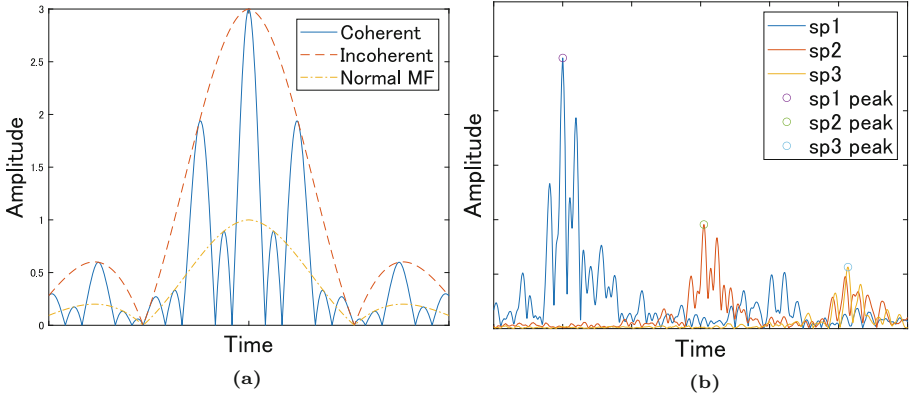 3
2.5
2
1.5
1
0.5
0
Amplitude
Time
Coherent
Incoherent
Normal MF
(a)
Amplitude
Time
sp1
sp2
sp3
sp1 peak
sp2 peak
sp3 peak
(b)